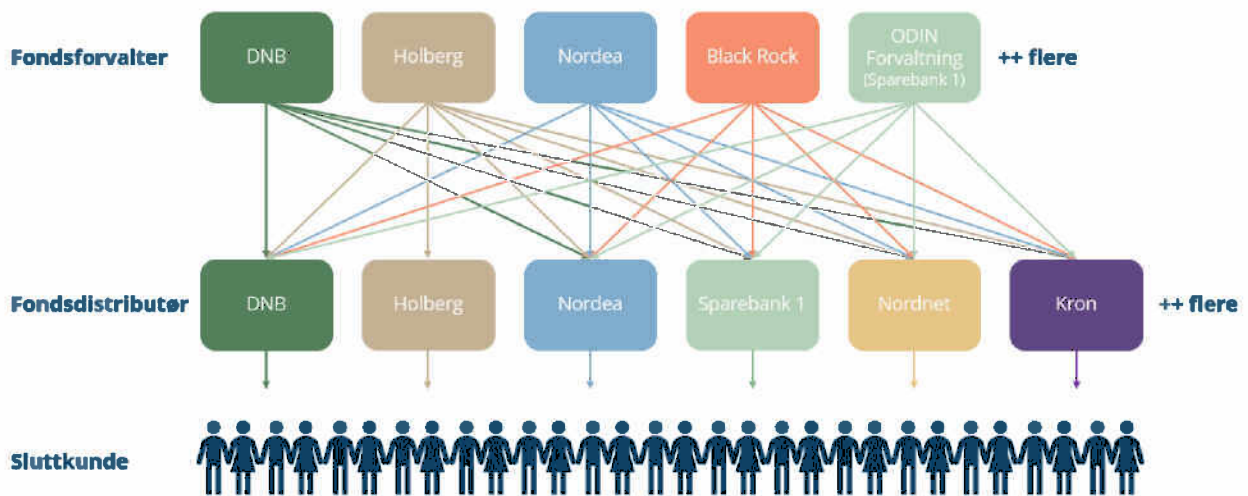 Fondsforvalter
DNB
Holberg
Nordea
Black Rock
ODIN
Forvaltning
(Sparebank 1)
++ flere
Fondsdistributør
DNB
Holberg
Nordea
Sparebank 1
Nordnet
Kron
++ flere
Sluttkunde